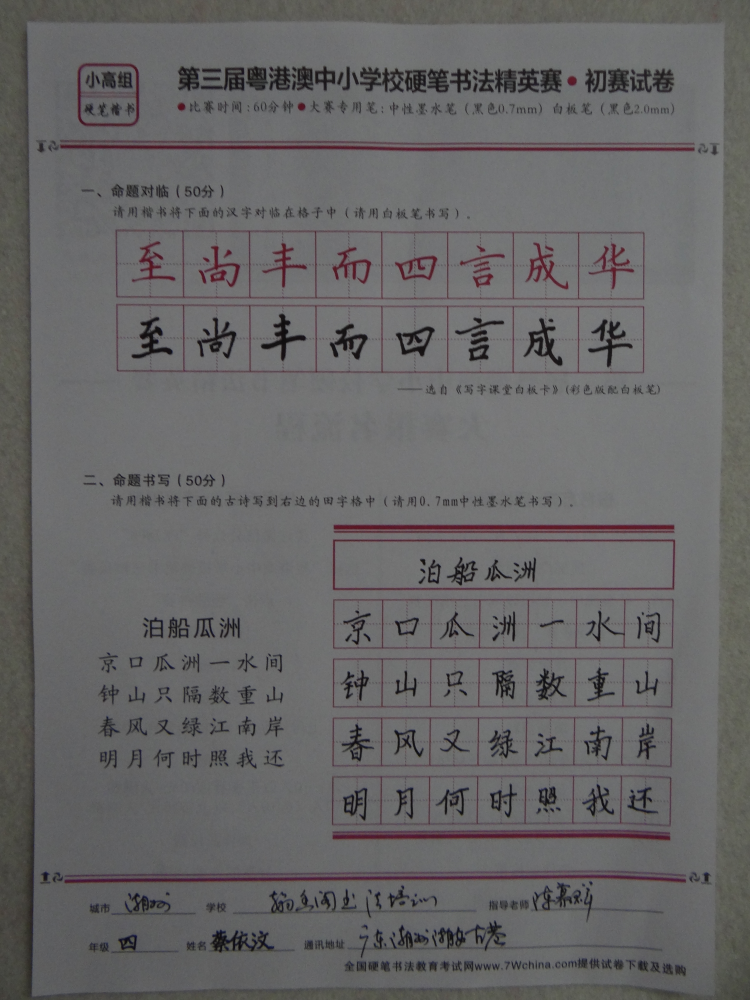 小高组
硬笔楷书
第三届粤港澳中小学校硬笔书法精英赛•初赛试卷
●比赛时间:60分钟●大赛专用笔:中性墨水笔(黑色0.7mm)白板笔(黑色2.0mm)
一、命题对临(50分)
请用楷书将下面的汉字对临在格子中(请用白板笔书写).
至尚丰而四言成华
至尚丰而四言成华
——选自《写字课堂白板卡》(彩色版配白板笔)
二、命题书写(50分)
请用楷书将下面的古诗写到右边的田字格中(请用0.7mm中性墨水笔书写).
泊船瓜洲
京口瓜洲一水间
钟山只隔数重山
春风又绿江南岸
明月何时照我还
泊船瓜洲
京口瓜洲一水间
钟山只隔数重山
春风又绿江南岸
明月何时照我还
城市 潮州 学校 翰香阁书法培训 指导老师 陈慕
年级 四 姓名 蔡依汶 通讯地址 广东潮州潮枫古巷
全国硬笔书法教育考试网www.7Wchina.com提供试卷下载及选购